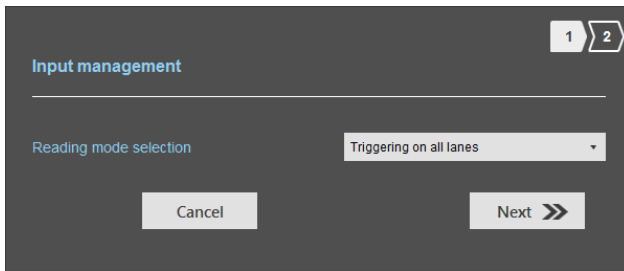 1 2
Input management
Reading mode selection
Triggering on all lanes
Cancel
Next